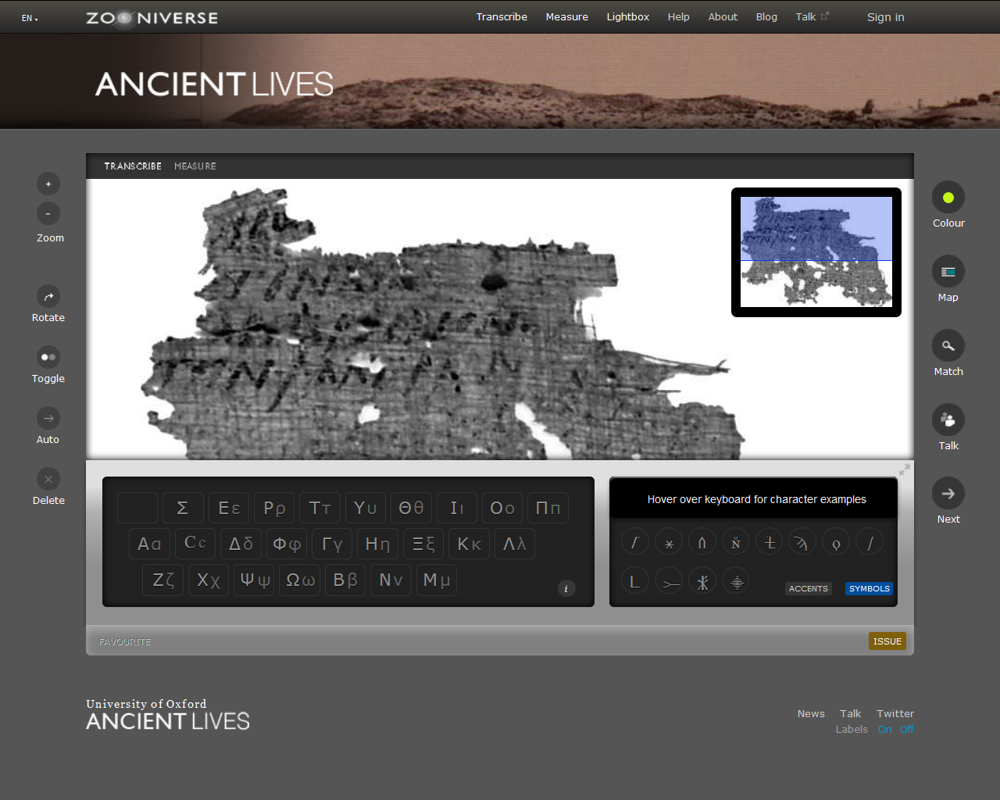 EN
ZOONIVERSE
Transcribe Measure Lightbox Help About Blog Talk Sign in
ANCIENT LIVES
TRANSCRIBE MEASURE
+
-
Zoom
Rotate
Toggle
Auto
Delete
Colour
Map
Match
Talk
Next
Σ Εε Ρρ Ττ Υυ Θθ Ιι Οο Ππ
Αα Cc Δδ Φφ Γγ Ηη Ξξ Κκ Λλ
Ζζ Χχ Ψψ Ωω Ββ Νν Μμ
i
Hover over keyboard for character examples
ACCENTS SYMBOLS
FAVOURITE
ISSUE
University of Oxford
ANCIENT LIVES
News Talk Twitter
Labels On Off